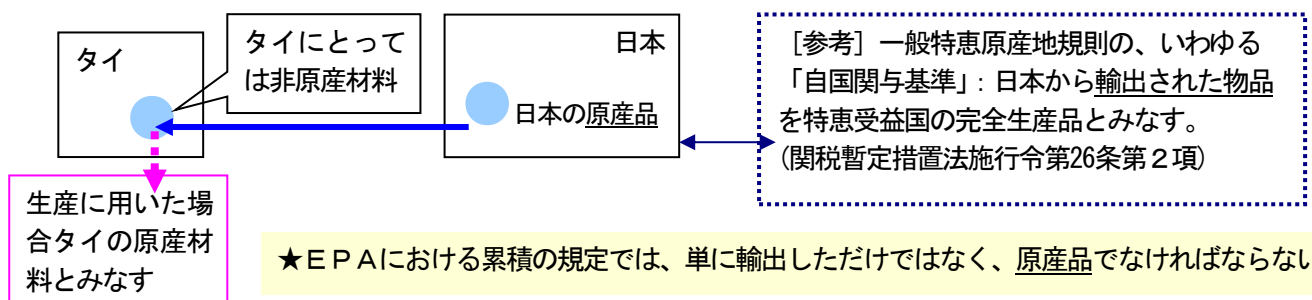 タイ
タイにとって
は非原産材料
日本
日本の原産品
生産に用いた場
合タイの原産材
料とみなす
［参考］一般特恵原産地規則の、いわゆる
「自国関与基準」：日本から輸出された物品
を特恵受益国の完全生産品とみなす。
(関税暫定措置法施行令第26条第２項)
★ＥＰＡにおける累積の規定では、単に輸出しただけではなく、原産品でなければならない